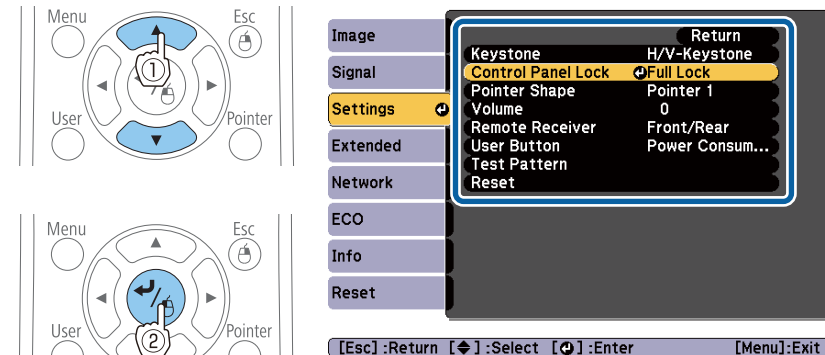 Menu
Esc
①
User
Pointer
Menu
Esc
②
User
Pointer
Image
Signal
Settings
Extended
Network
ECO
Info
Reset
Return
Keystone H/V-Keystone
Control Panel Lock Full Lock
Pointer Shape Pointer 1
Volume 0
Remote Receiver Front/Rear
User Button Power Consum...
Test Pattern
Reset
[Esc] :Return [◆] :Select [⏎] :Enter [Menu]:Exit